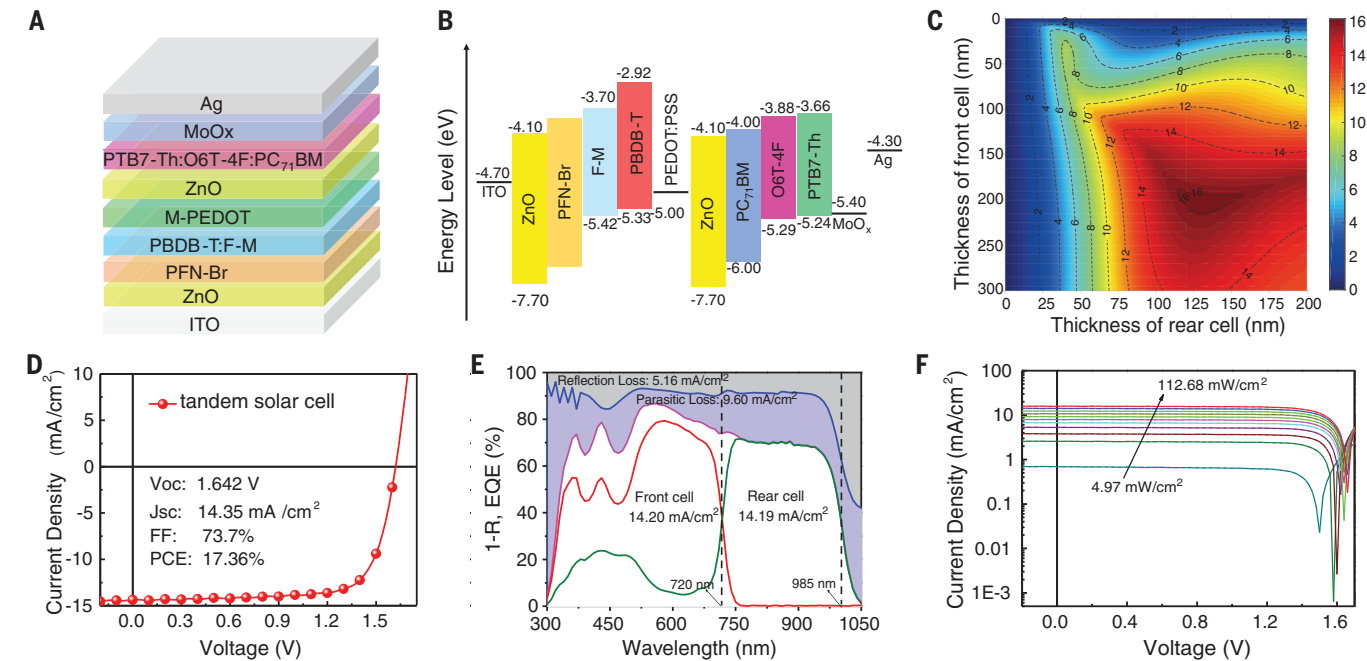 A
Ag
MoOx
PTB7-Th:O6T-4F:PC₇₁BM
ZnO
M-PEDOT
PBDB-T:F-M
PFN-Br
ZnO
ITO
B
Energy Level (eV)
-4.70
ITO
-4.10
ZnO
-7.70
PFN-Br
-3.70
F-M
-5.42
-2.92
PBDB-T
-5.33
PEDOT:PSS
-5.00
-4.10
ZnO
-7.70
-4.00
PC₇₁BM
-6.00
-3.88
O6T-4F
-5.29
-3.66
PTB7-Th
-5.24
-5.40
MoOₓ
-4.30
Ag
C
Thickness of front cell (nm)
0
50
100
150
200
250
300
0 25 50 75 100 125 150 175 200
Thickness of rear cell (nm)
16
14
12
10
8
6
4
2
0
D
Current Density (mA/cm²)
10
5
0
-5
-10
-15
tandem solar cell
Voc: 1.642 V
Jsc: 14.35 mA /cm²
FF: 73.7%
PCE: 17.36%
0.0 0.3 0.6 0.9 1.2 1.5
Voltage (V)
E
1-R, EQE (%)
100
80
60
40
20
0
Reflection Loss: 5.16 mA/cm²
Parasitic Loss: 9.60 mA/cm²
Front cell
14.20 mA/cm²
Rear cell
14.19 mA/cm²
720 nm
985 nm
300 450 600 750 900 1050
Wavelength (nm)
F
Current Density (mA/cm²)
100
10
1
0.1
0.01
1E-3
112.68 mW/cm²
4.97 mW/cm²
0.0 0.4 0.8 1.2 1.6
Voltage (V)